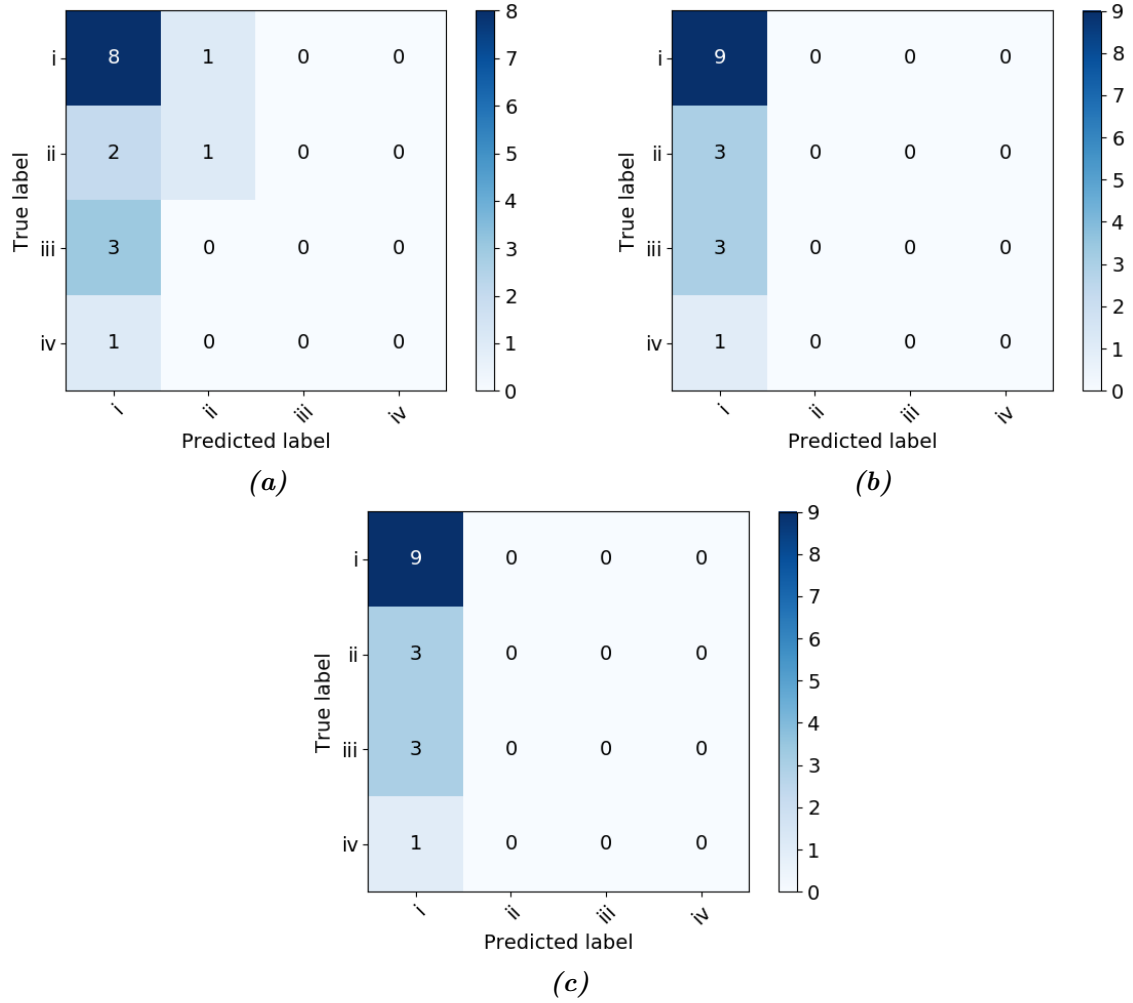 i 8 1 0 0
ii 2 1 0 0
iii 3 0 0 0
iv 1 0 0 0
True label
i ii iii iv
Predicted label
8
7
6
5
4
3
2
1
0
(a)
i 9 0 0 0
ii 3 0 0 0
iii 3 0 0 0
iv 1 0 0 0
True label
i ii iii iv
Predicted label
9
8
7
6
5
4
3
2
1
0
(b)
i 9 0 0 0
ii 3 0 0 0
iii 3 0 0 0
iv 1 0 0 0
True label
i ii iii iv
Predicted label
9
8
7
6
5
4
3
2
1
0
(c)